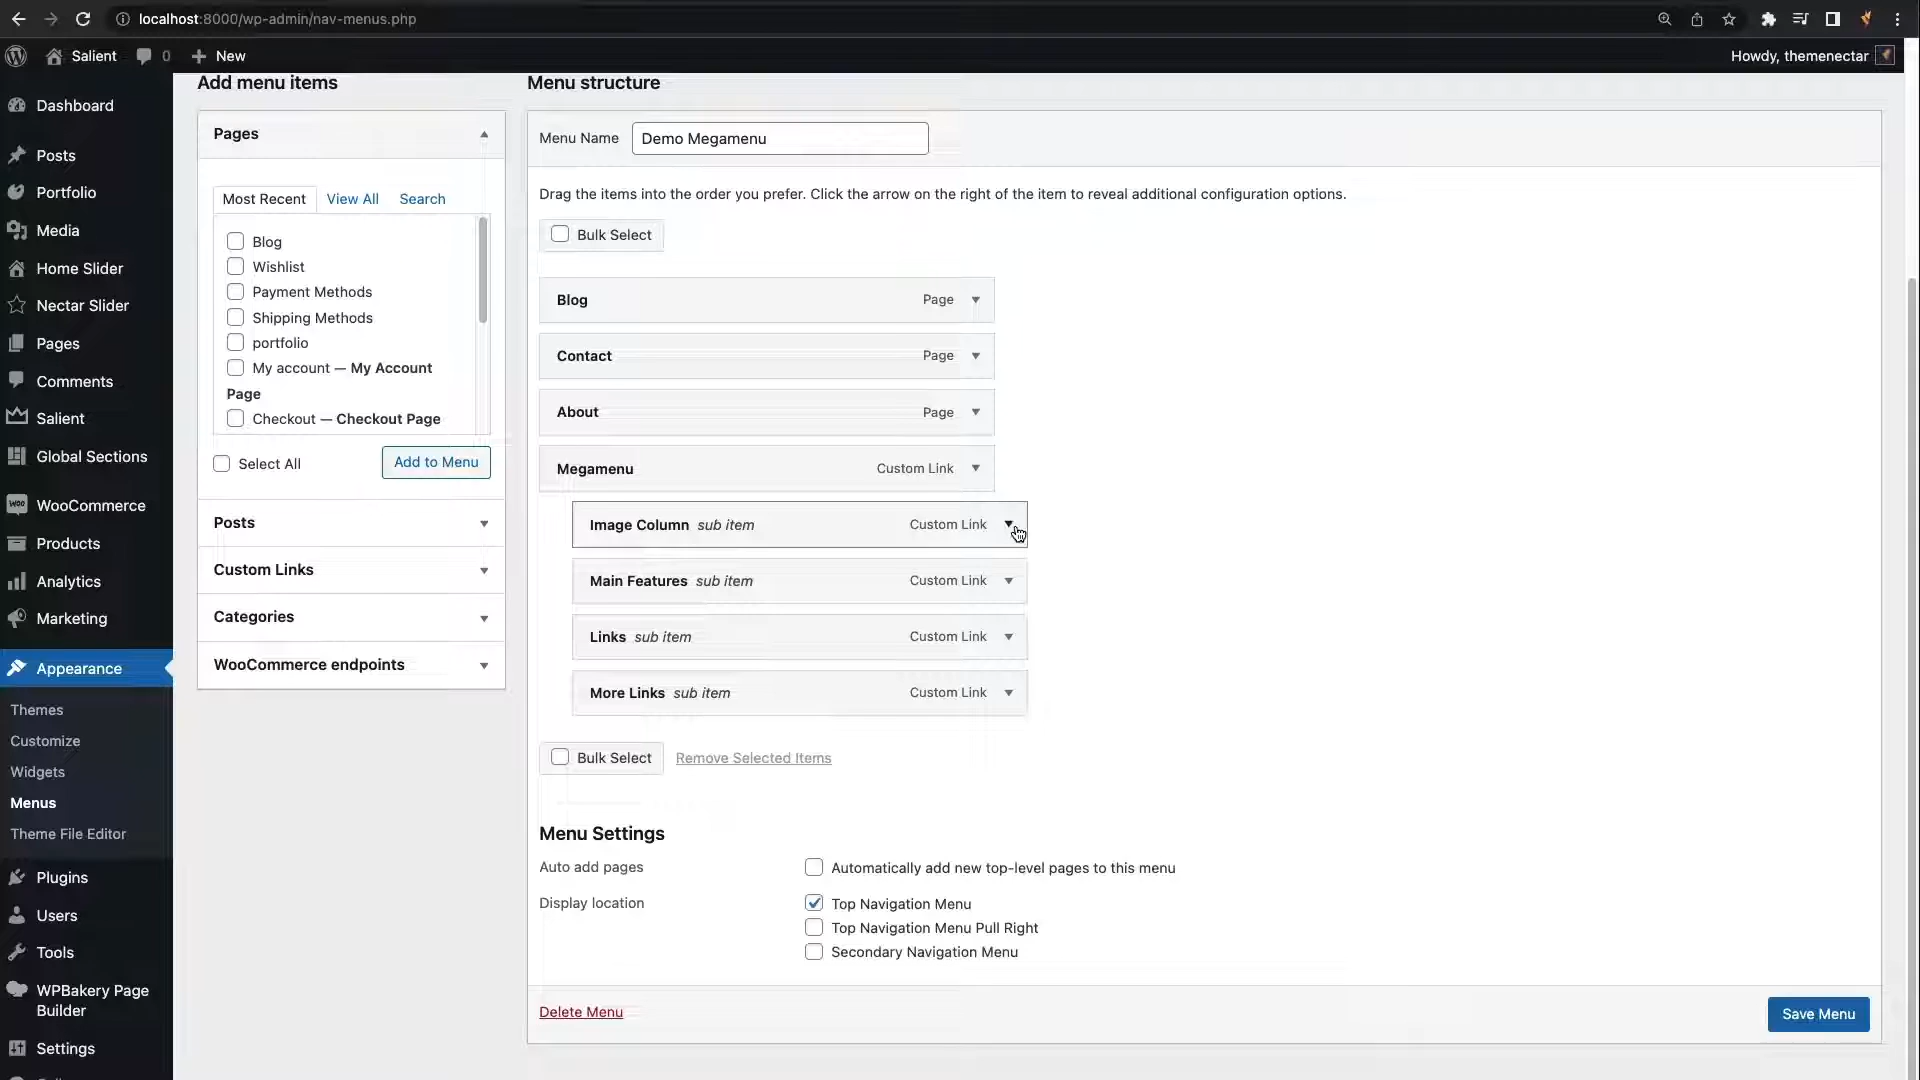 localhost:8000/wp-admin/nav-menus.php
Salient
0
New
Howdy, themenectar
Dashboard
Posts
Portfolio
Media
Home Slider
Nectar Slider
Pages
Comments
Salient
Global Sections
WooCommerce
Products
Analytics
Marketing
Appearance
Themes
Customize
Widgets
Menus
Theme File Editor
Plugins
Users
Tools
WPBakery Page
Builder
Settings
Add menu items
Pages
Most Recent
View All
Search
Blog
Wishlist
Payment Methods
Shipping Methods
portfolio
My account — My Account
Page
Checkout — Checkout Page
Select All
Add to Menu
Posts
Custom Links
Categories
WooCommerce endpoints
Menu structure
Menu Name
Demo Megamenu
Drag the items into the order you prefer. Click the arrow on the right of the item to reveal additional configuration options.
Bulk Select
Blog Page
Contact Page
About Page
Megamenu Custom Link
Image Column sub item Custom Link
Main Features sub item Custom Link
Links sub item Custom Link
More Links sub item Custom Link
Bulk Select
Remove Selected Items
Menu Settings
Auto add pages
Automatically add new top-level pages to this menu
Display location
Top Navigation Menu
Top Navigation Menu Pull Right
Secondary Navigation Menu
Delete Menu
Save Menu